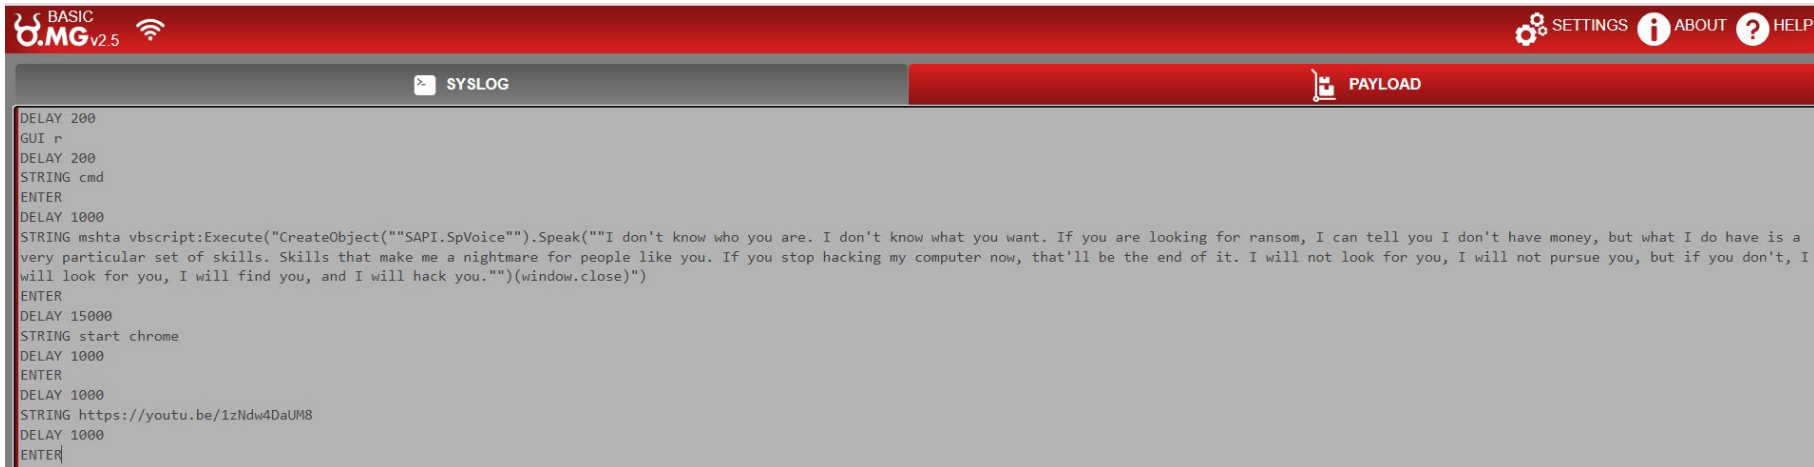 BASIC
O.MG v2.5
SETTINGS
ABOUT
HELP
SYSLOG
PAYLOAD
DELAY 200
GUI r
DELAY 200
STRING cmd
ENTER
DELAY 1000
STRING mshta vbscript:Execute("CreateObject(""SAPI.SpVoice"").Speak(""I don't know who you are. I don't know what you want. If you are looking for ransom, I can tell you I don't have money, but what I do have is a
very particular set of skills. Skills that make me a nightmare for people like you. If you stop hacking my computer now, that'll be the end of it. I will not look for you, I will not pursue you, but if you don't, I
will look for you, I will find you, and I will hack you."")(window.close)")
ENTER
DELAY 15000
STRING start chrome
DELAY 1000
ENTER
DELAY 1000
STRING https://youtu.be/1zNdw4DaUM8
DELAY 1000
ENTER